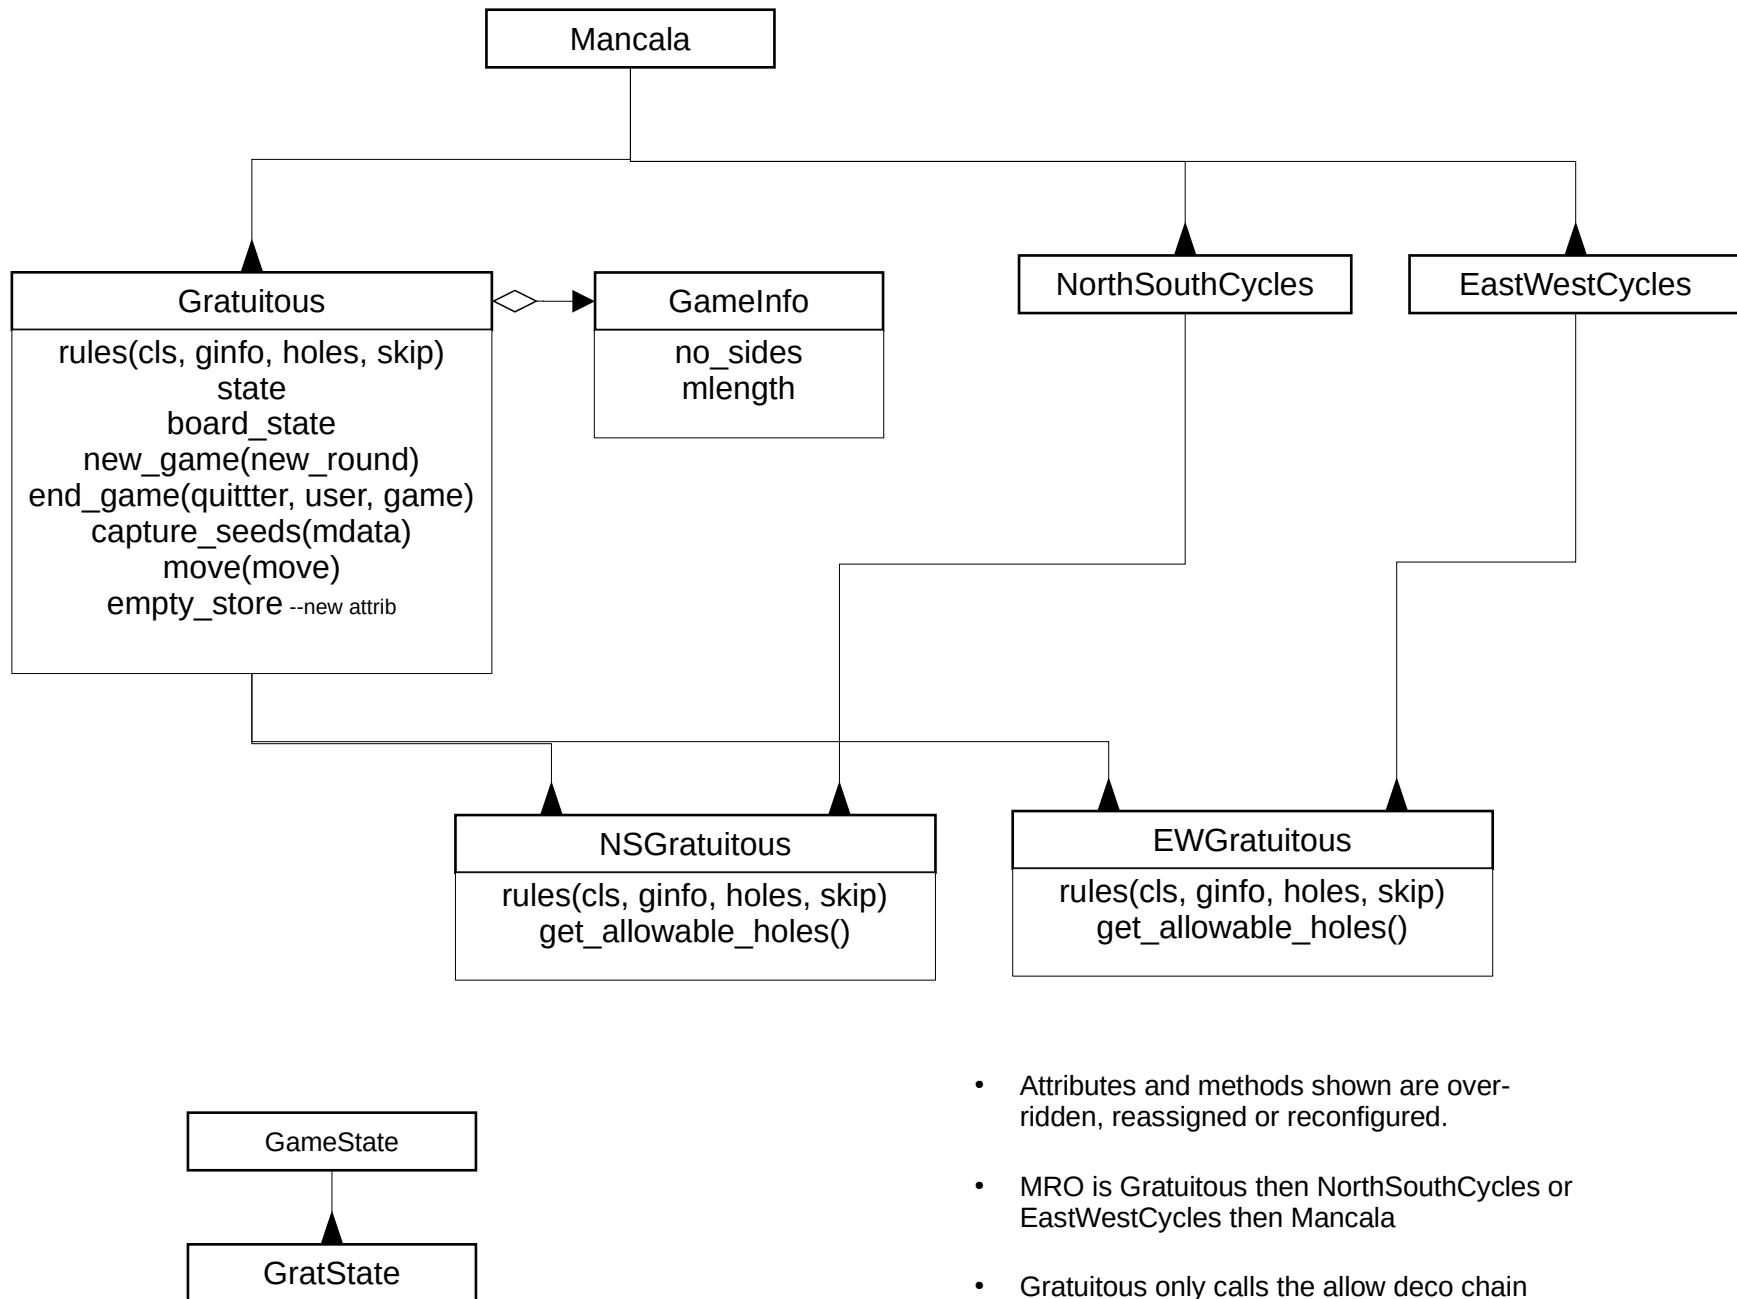 Mancala
Gratuitous
rules(cls, ginfo, holes, skip)
state
board_state
new_game(new_round)
end_game(quittter, user, game)
capture_seeds(mdata)
move(move)
empty_store --new attrib
GameInfo
no_sides
mlength
NorthSouthCycles
EastWestCycles
NSGratuitous
rules(cls, ginfo, holes, skip)
get_allowable_holes()
EWGratuitous
rules(cls, ginfo, holes, skip)
get_allowable_holes()
GameState
GratState
• Attributes and methods shown are over-
ridden, reassigned or reconfigured.
• MRO is Gratuitous then NorthSouthCycles or
EastWestCycles then Mancala
• Gratuitous only calls the allow deco chain